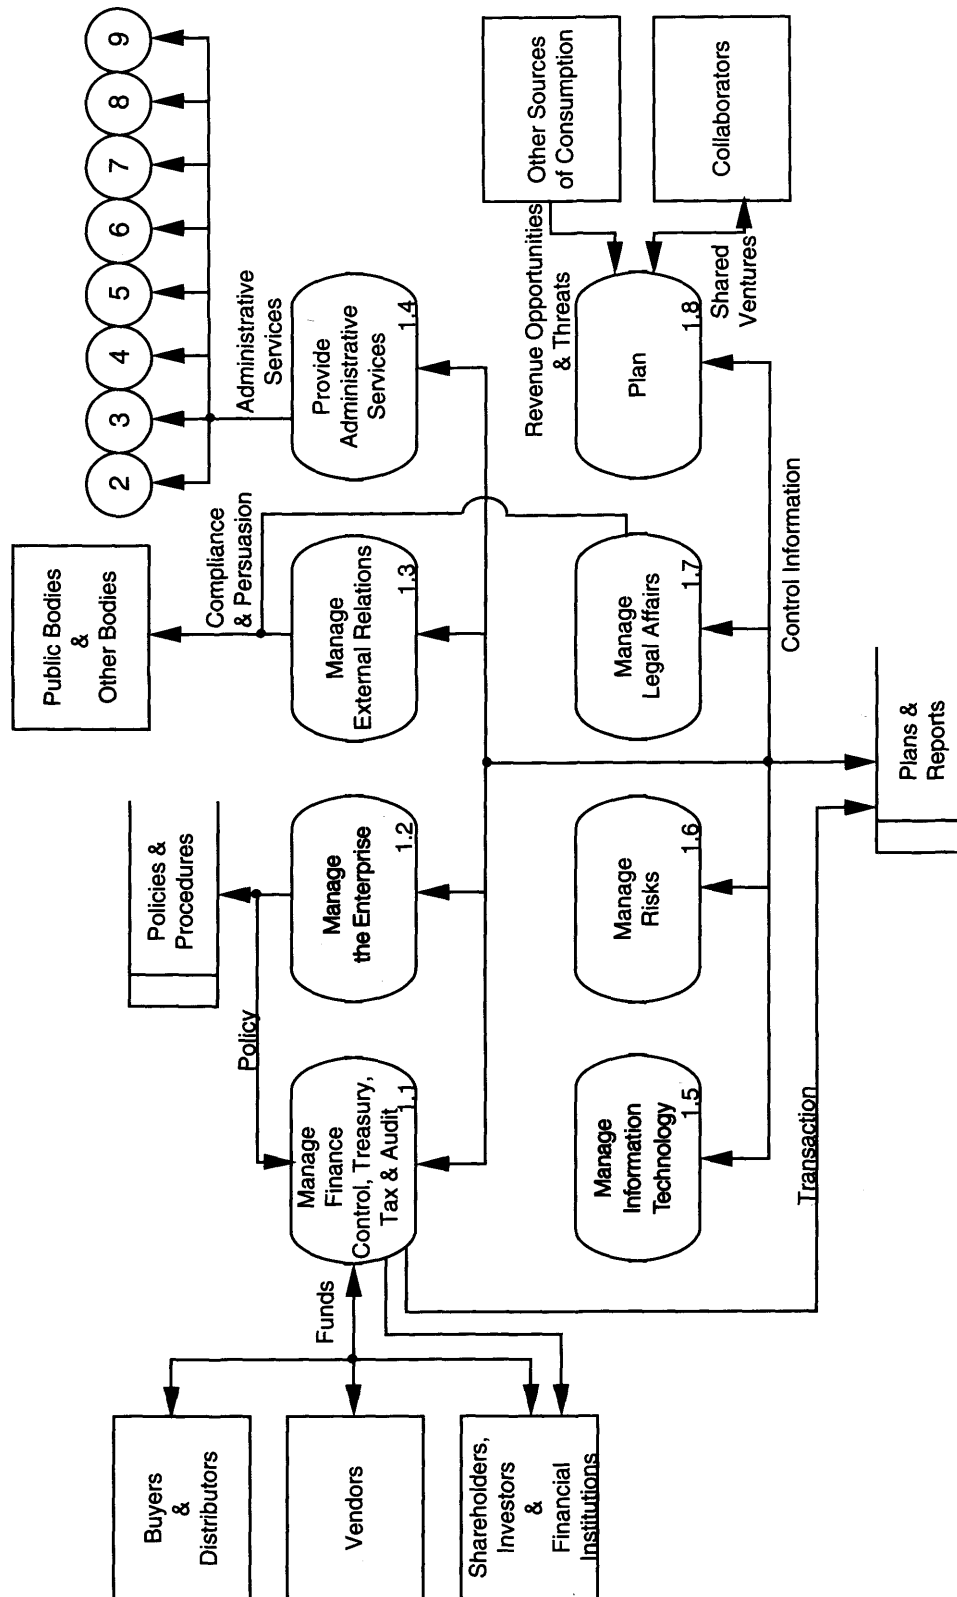 Buyers
&
Distributors
Vendors
Shareholders,
Investors
&
Financial
Institutions
Funds
Manage
Finance
Control, Treasury,
Tax & Audit
1.1
Policy
Policies &
Procedures
Manage
the Enterprise
1.2
Public Bodies
&
Other Bodies
Compliance
& Persuasion
Manage
External Relations
1.3
2
3
4
5
6
7
8
9
Administrative
Services
Provide
Administrative
Services
1.4
Manage
Information
Technology
1.5
Manage
Risks
1.6
Manage
Legal Affairs
1.7
Plan
1.8
Revenue Opportunities
& Threats
Other Sources
of Consumption
Shared
Ventures
Collaborators
Control Information
Transaction
Plans &
Reports